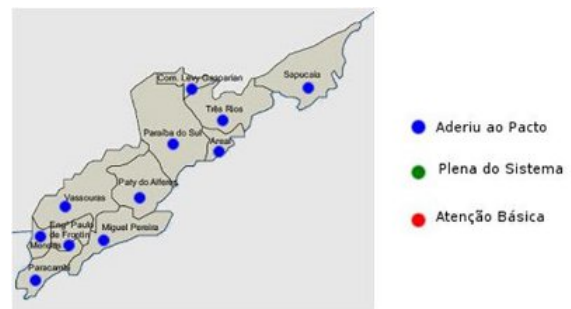 Sapucaia
Com. Levy Gasparian
Três Rios
Paraíba do Sul
Areal
Paty do Alferes
Vassouras
Engº Paulo
de Frontin
Miguel Pereira
Mendes
Paracambi
Aderiu ao Pacto
Plena do Sistema
Atenção Básica